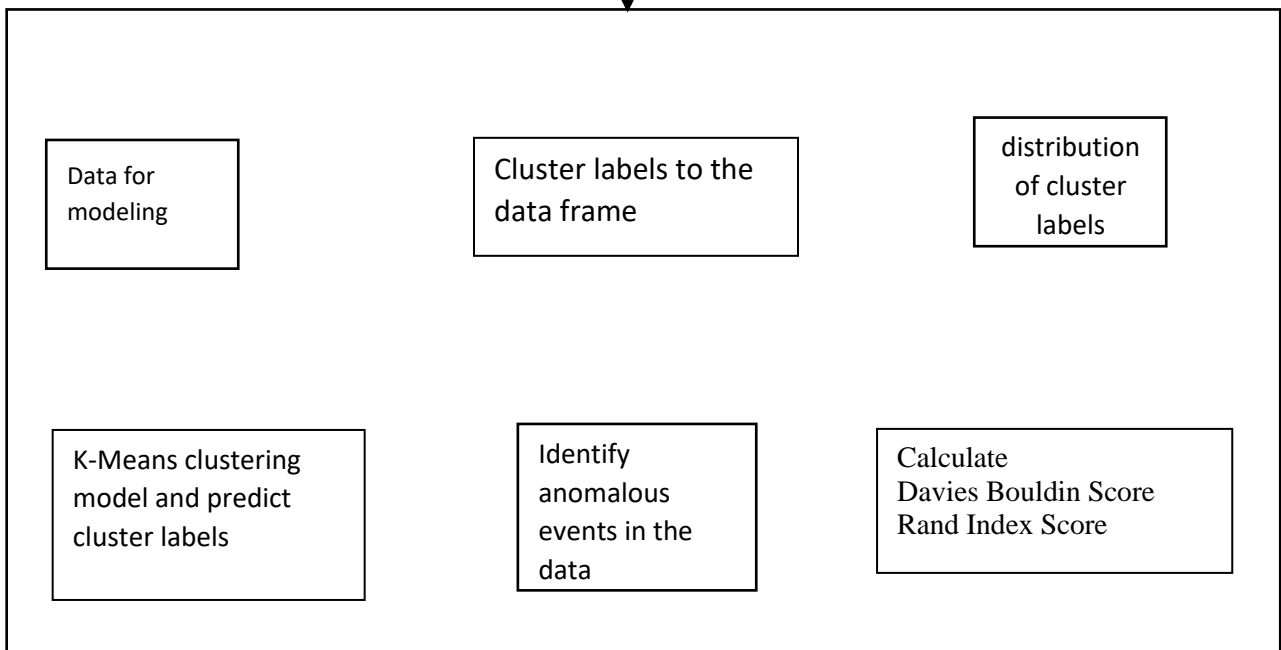 Data for
modeling
Cluster labels to the
data frame
distribution
of cluster
labels
K-Means clustering
model and predict
cluster labels
Identify
anomalous
events in the
data
Calculate
Davies Bouldin Score
Rand Index Score